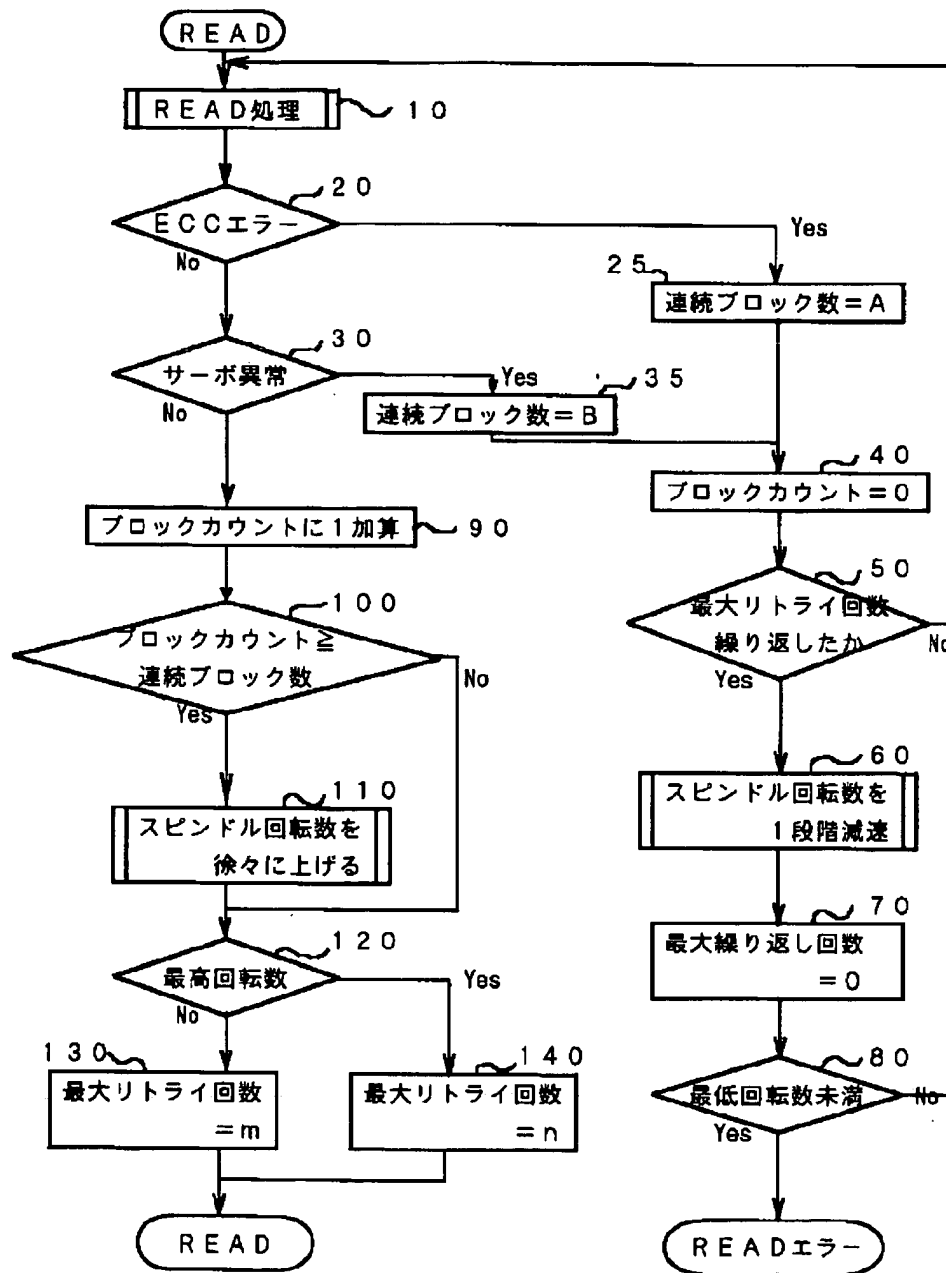 READ
READ処理
10
20
ECCエラー
Yes
No
25
連続ブロック数=A
30
サーボ異常
Yes
No
35
連続ブロック数=B
40
ブロックカウント=0
ブロックカウントに1加算
90
50
最大リトライ回数
繰り返したか
No
Yes
100
ブロックカウント≧
連続ブロック数
No
Yes
60
スピンドル回転数を
1段階減速
110
スピンドル回転数を
徐々に上げる
70
最大繰り返し回数
=0
120
最高回転数
Yes
No
80
最低回転数未満
No
Yes
130
最大リトライ回数
=m
140
最大リトライ回数
=n
READ
READエラー